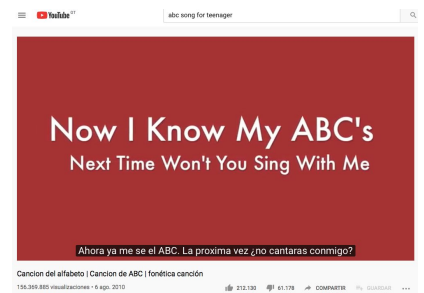 YouTube GT
abc song for teenager
Now I Know My ABC's
Next Time Won't You Sing With Me
Ahora ya me se el ABC. La proxima vez ¿no cantaras conmigo?
Cancion del alfabeto | Cancion de ABC | fonética canción
156.369.885 visualizaciones • 6 ago. 2010
212.130 61.178 COMPARTIR GUARDAR ...